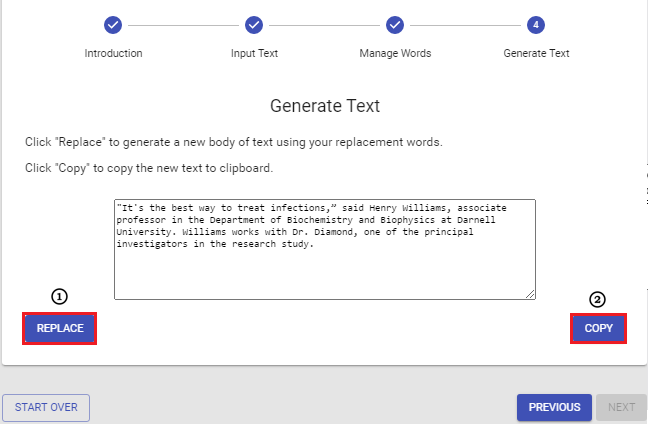 4
Introduction Input Text Manage Words Generate Text
Generate Text
Click "Replace" to generate a new body of text using your replacement words.
Click "Copy" to copy the new text to clipboard.
"It's the best way to treat infections,” said Henry Williams, associate
professor in the Department of Biochemistry and Biophysics at Darnell
University. Williams works with Dr. Diamond, one of the principal
investigators in the research study.
① ②
REPLACE COPY
START OVER PREVIOUS NEXT